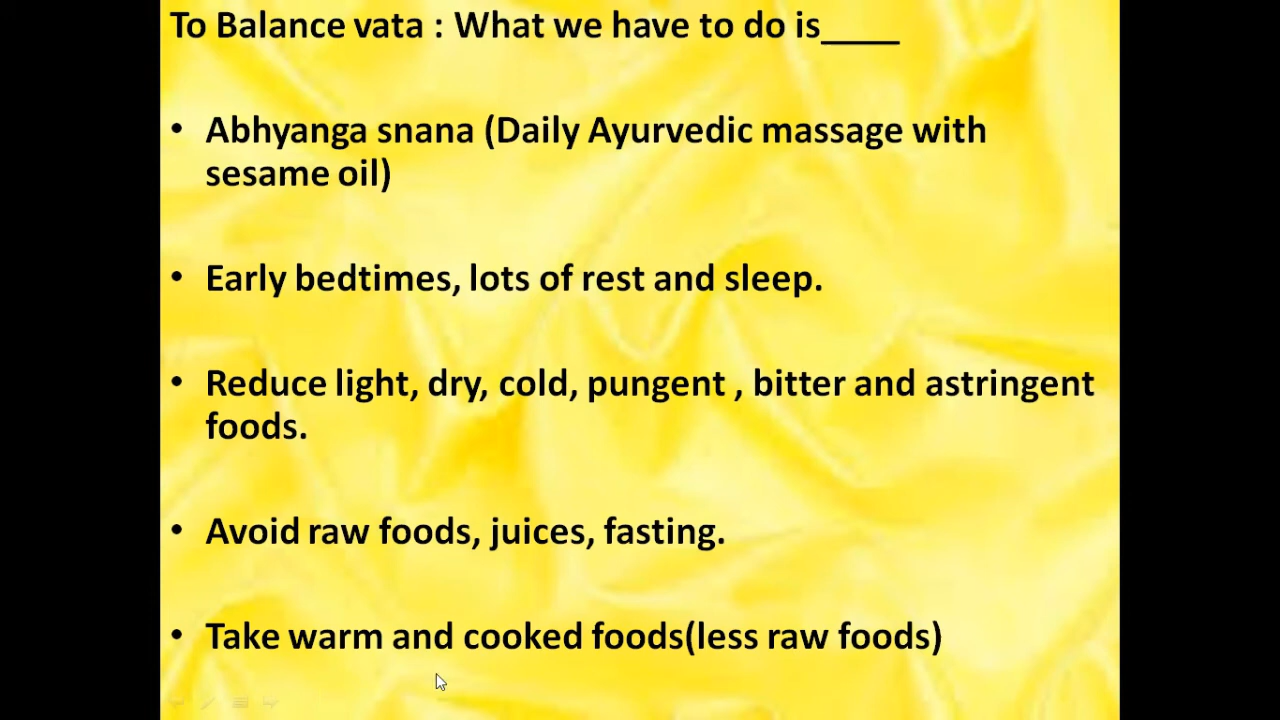 To Balance vata : What we have to do is____
• Abhyanga snana (Daily Ayurvedic massage with
sesame oil)
• Early bedtimes, lots of rest and sleep.
• Reduce light, dry, cold, pungent , bitter and astringent
foods.
• Avoid raw foods, juices, fasting.
• Take warm and cooked foods(less raw foods)